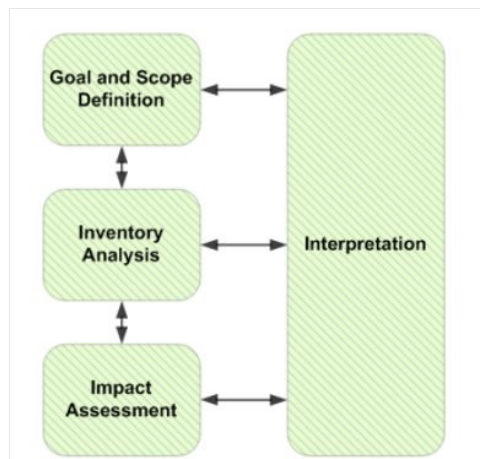 Goal and Scope
Definition
Inventory
Analysis
Interpretation
Impact
Assessment